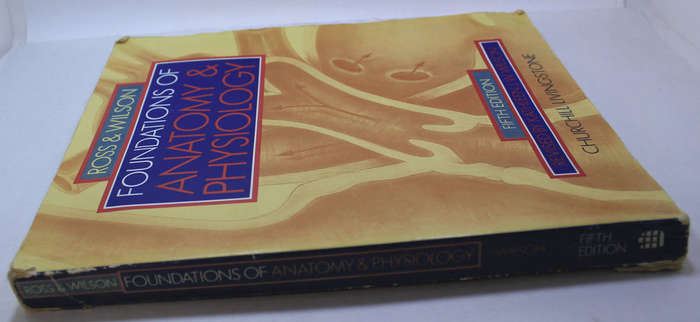 ROSS & WILSON
FOUNDATIONS OF
ANATOMY &
PHYSIOLOGY
FIFTH EDITION
CHURCHILL LIVINGSTONE
ROSS & WILSON
FOUNDATIONS OF ANATOMY & PHYSIOLOGY
WILSON
FIFTH
EDITION